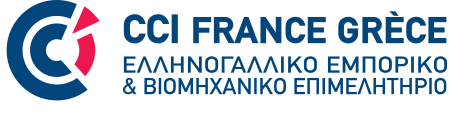 CCI FRANCE GRÈCE
ΕΛΛΗΝΟΓΑΛΛΙΚΟ ΕΜΠΟΡΙΚΟ
& ΒΙΟΜΗΧΑΝΙΚΟ ΕΠΙΜΕΛΗΤΗΡΙΟ